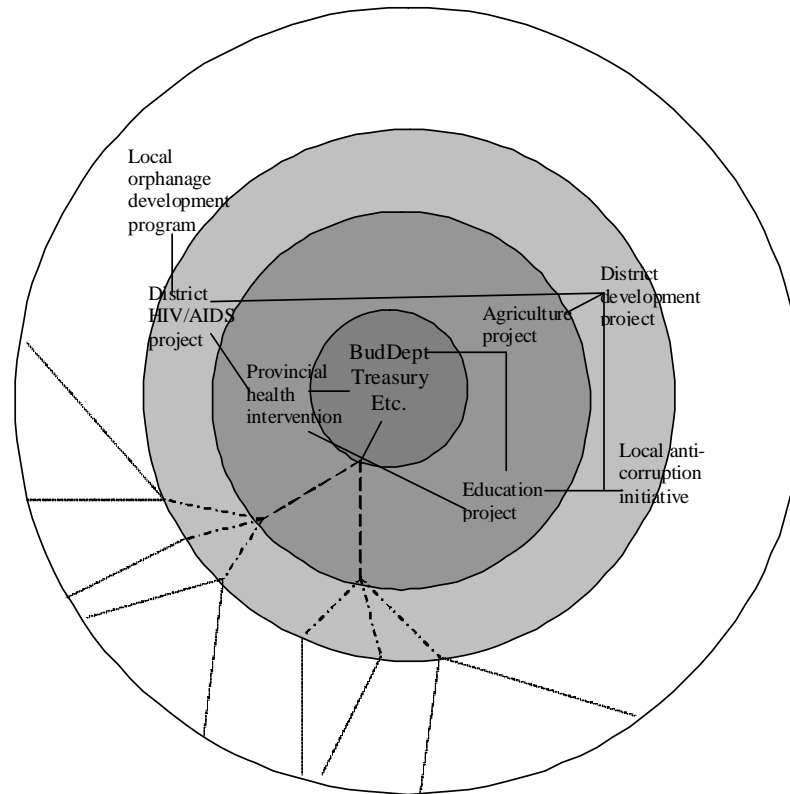 Local
orphanage
development
program
District
HIV/AIDS
project
Provincial
health
intervention
BudDept
Treasury
Etc.
Agriculture
project
District
development
project
Education
project
Local anti-
corruption
initiative